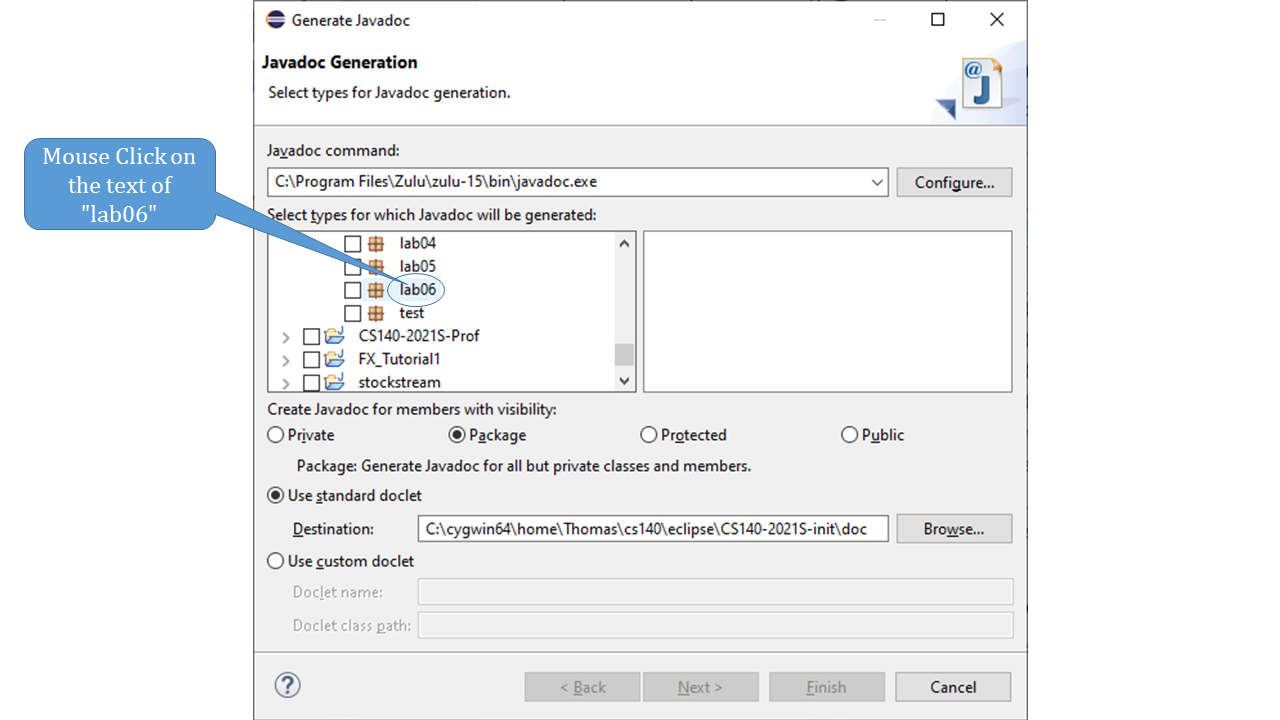 Generate Javadoc
Javadoc Generation
Select types for Javadoc generation.
@J
Mouse Click on
the text of
"lab06"
Javadoc command:
C:\Program Files\Zulu\zulu-15\bin\javadoc.exe
Configure...
Select types for which Javadoc will be generated:
lab04
lab05
lab06
test
CS140-2021S-Prof
FX_Tutorial1
stockstream
Create Javadoc for members with visibility:
Private Package Protected Public
Package: Generate Javadoc for all but private classes and members.
Use standard doclet
Destination: C:\cygwin64\home\Thomas\cs140\eclipse\CS140-2021S-init\doc Browse...
Use custom doclet
Doclet name:
Doclet class path:
? < Back Next > Finish Cancel